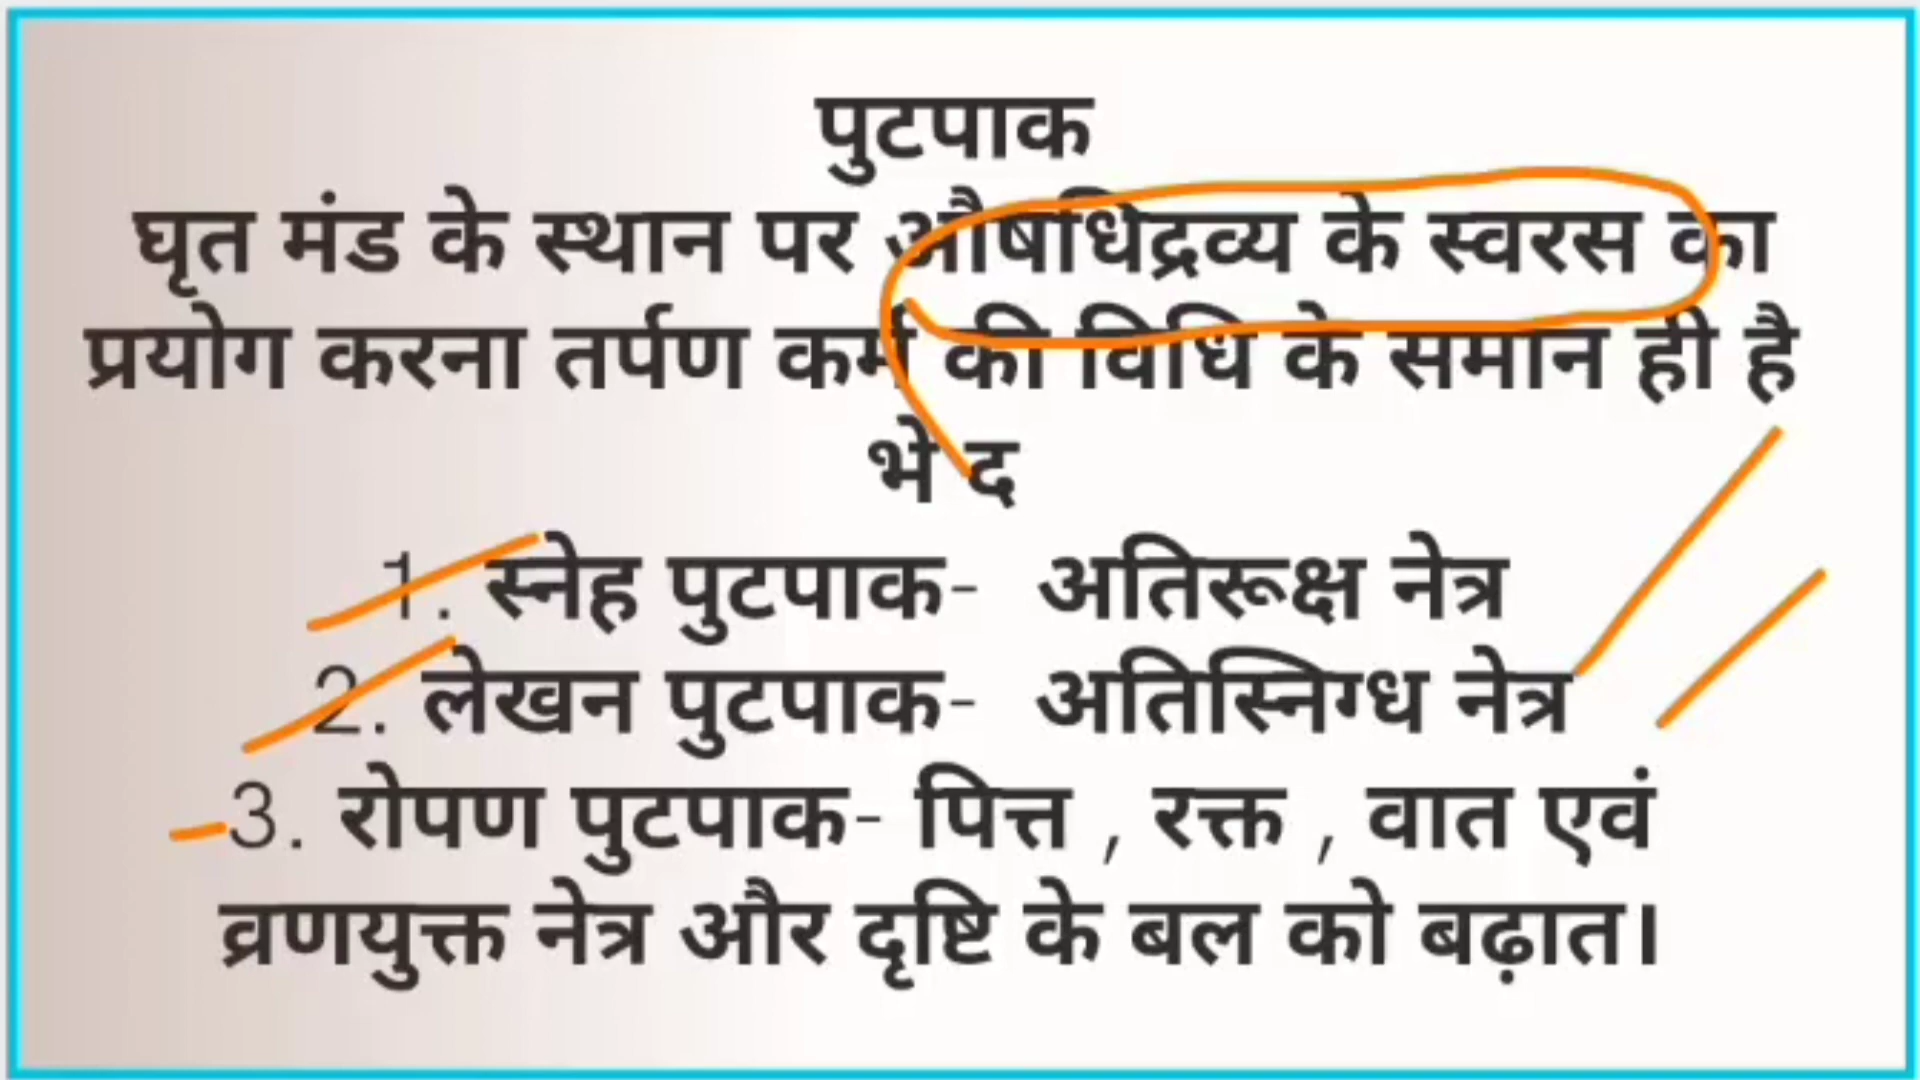 पुटपाक
घृत मंड के स्थान पर औषधिद्रव्य के स्वरस का
प्रयोग करना तर्पण कर्म की विधि के समान ही है
भे द
1. स्नेह पुटपाक- अतिरूक्ष नेत्र
2. लेखन पुटपाक- अतिस्निग्ध नेत्र
3. रोपण पुटपाक- पित्त , रक्त , वात एवं
व्रणयुक्त नेत्र और दृष्टि के बल को बढ़ात।